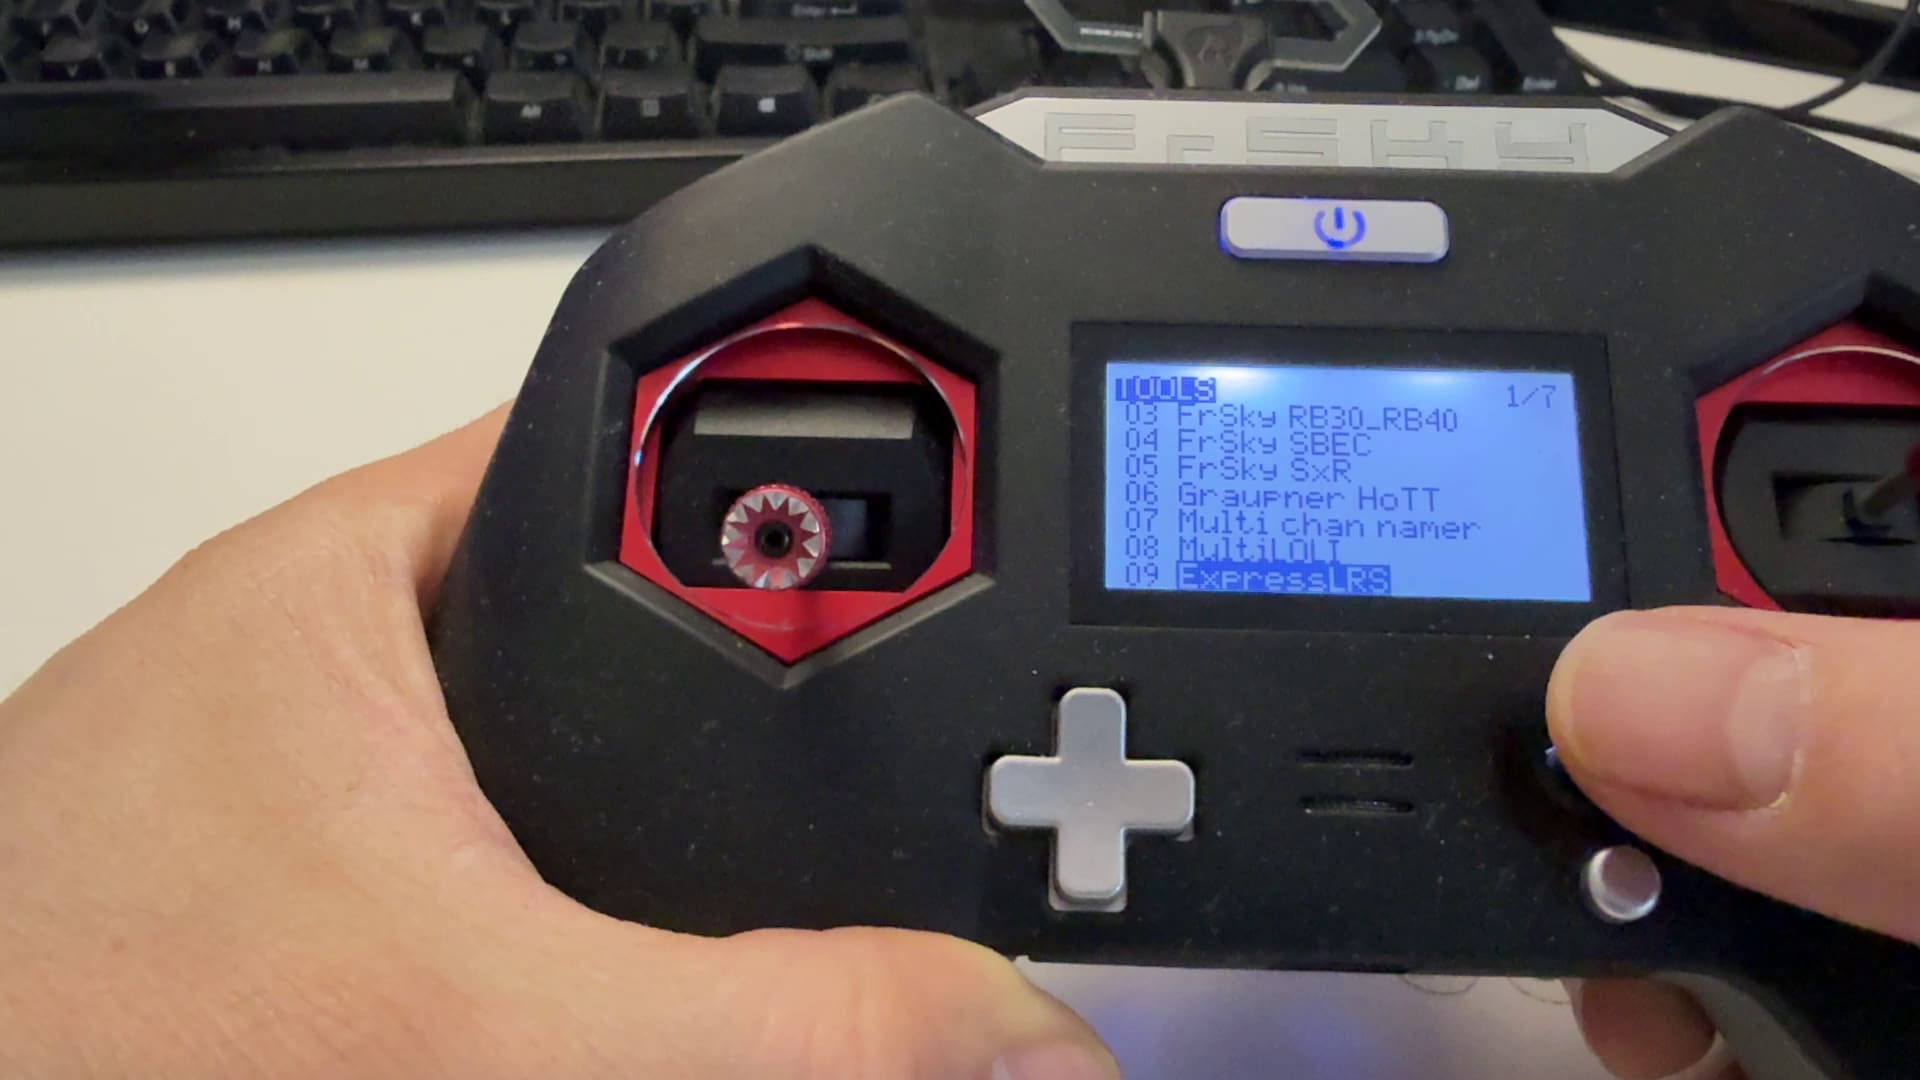 FrSky
TOOLS 1/7
03 FrSky RB30_RB40
04 FrSky SBEC
05 FrSky SxR
06 Graupner HoTT
07 Multi chan namer
08 MultiLOLI
09 ExpressLRS